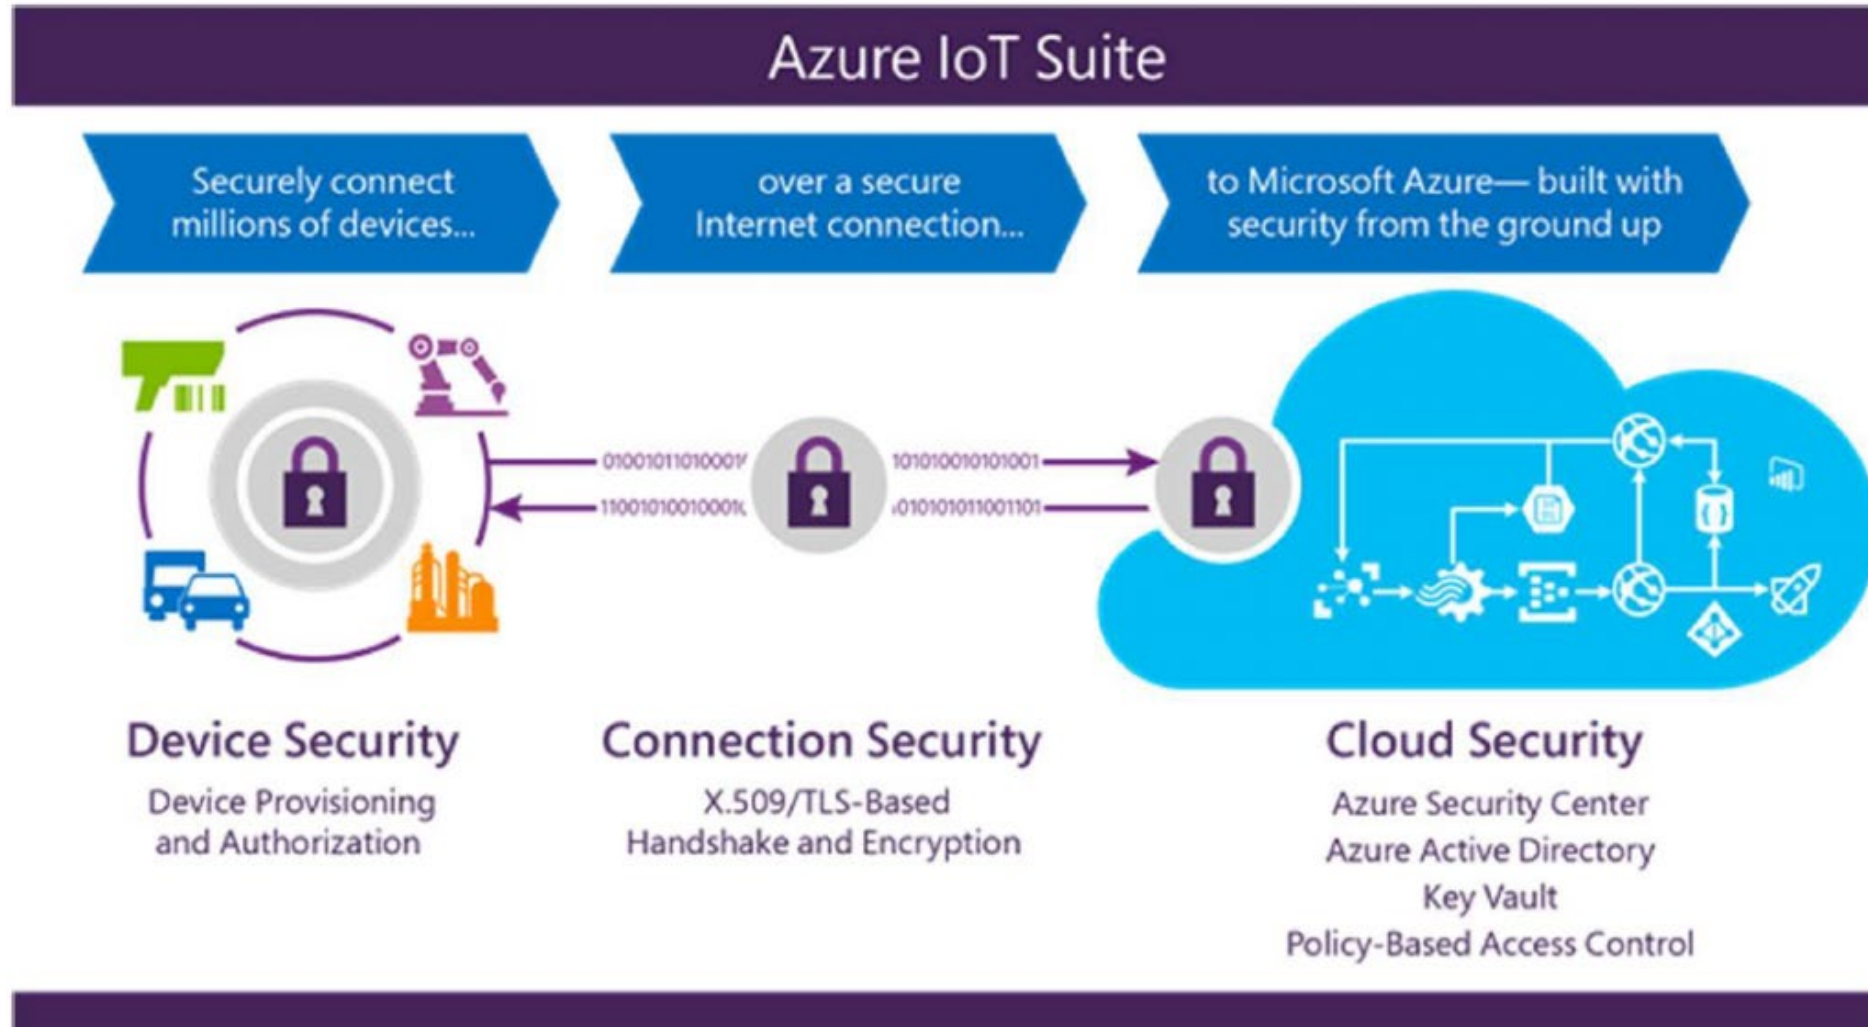 Azure IoT Suite
Securely connect
millions of devices...
over a secure
Internet connection...
to Microsoft Azure— built with
security from the ground up
101010010101001
Device Security
Device Provisioning
and Authorization
Connection Security
X.509/TLS-Based
Handshake and Encryption
Cloud Security
Azure Security Center
Azure Active Directory
Key Vault
Policy-Based Access Control